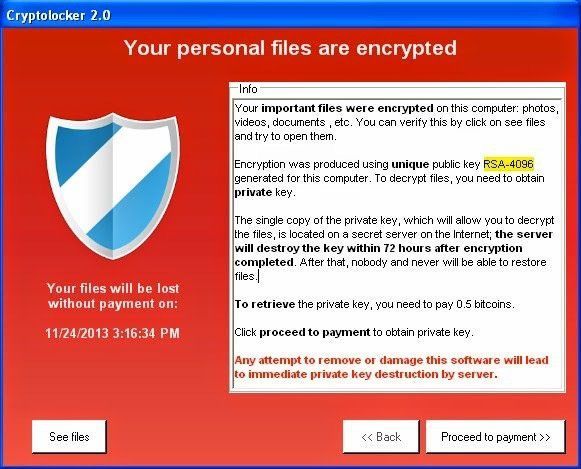 Cryptolocker 2.0
Your personal files are encrypted
Info
Your important files were encrypted on this computer: photos,
videos, documents , etc. You can verify this by click on see files
and try to open them.
Encryption was produced using unique public key RSA-4096
generated for this computer. To decrypt files, you need to obtain
private key.
The single copy of the private key, which will allow you to decrypt
the files, is located on a secret server on the Internet; the server
will destroy the key within 72 hours after encryption
completed. After that, nobody and never will be able to restore
files.
To retrieve the private key, you need to pay 0.5 bitcoins.
Click proceed to payment to obtain private key.
Any attempt to remove or damage this software will lead
to immediate private key destruction by server.
Your files will be lost
without payment on:
11/24/2013 3:16:34 PM
See files
<< Back
Proceed to payment >>